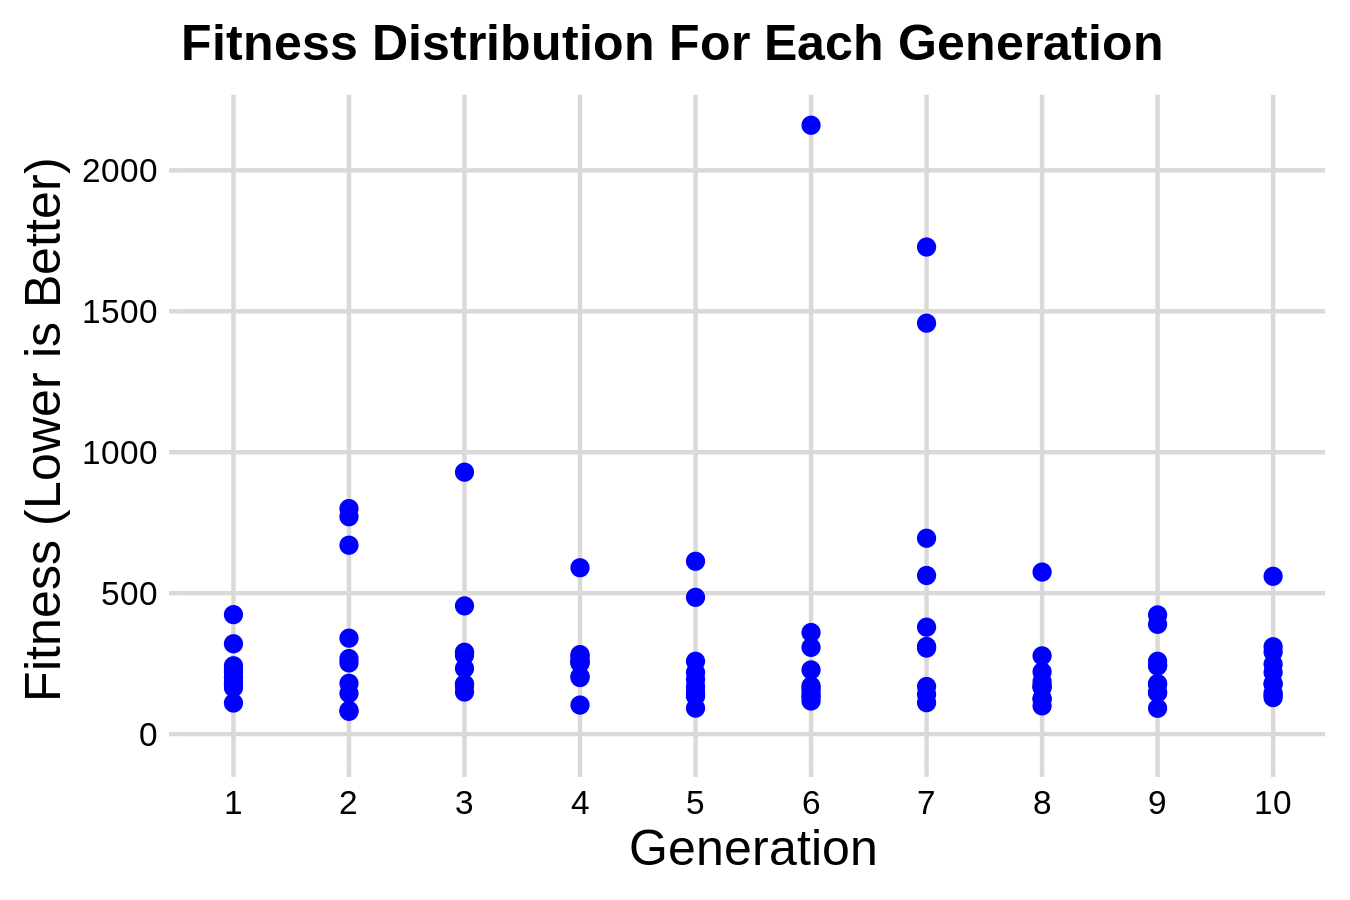 Fitness Distribution For Each Generation
Fitness (Lower is Better)
2000
1500
1000
500
0
1 2 3 4 5 6 7 8 9 10
Generation